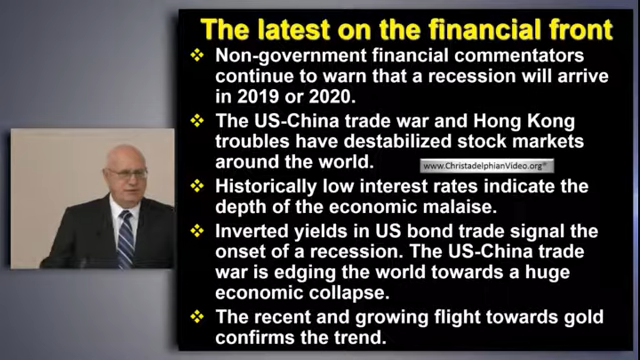 The latest on the financial front
❖ Non-government financial commentators
continue to warn that a recession will arrive
in 2019 or 2020.
❖ The US-China trade war and Hong Kong
troubles have destabilized stock markets
around the world.
www.ChristadelphianVideo.org®
❖ Historically low interest rates indicate the
depth of the economic malaise.
❖ Inverted yields in US bond trade signal the
onset of a recession. The US-China trade
war is edging the world towards a huge
economic collapse.
❖ The recent and growing flight towards gold
confirms the trend.